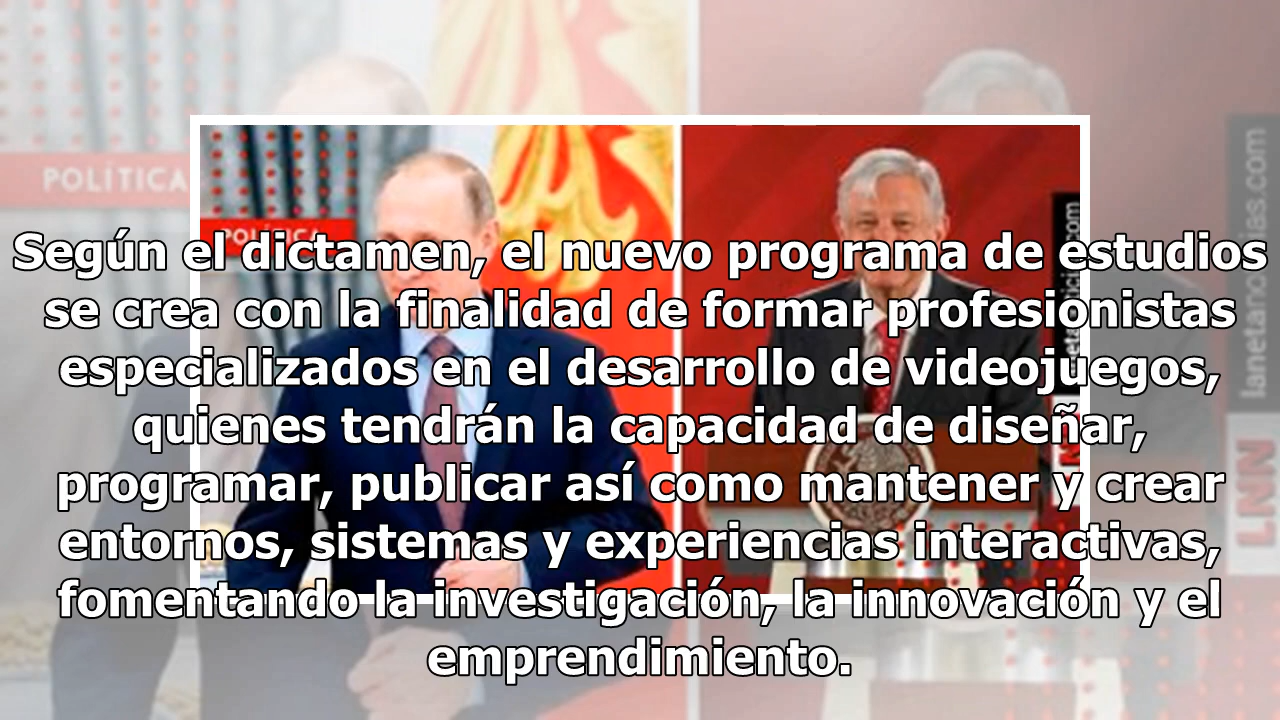 POLÍTICA
POLÍTICA
lanetanoticias.com
LNN
Según el dictamen, el nuevo programa de estudios
se crea con la finalidad de formar profesionistas
especializados en el desarrollo de videojuegos,
quienes tendrán la capacidad de diseñar,
programar, publicar así como mantener y crear
entornos, sistemas y experiencias interactivas,
fomentando la investigación, la innovación y el
emprendimiento.